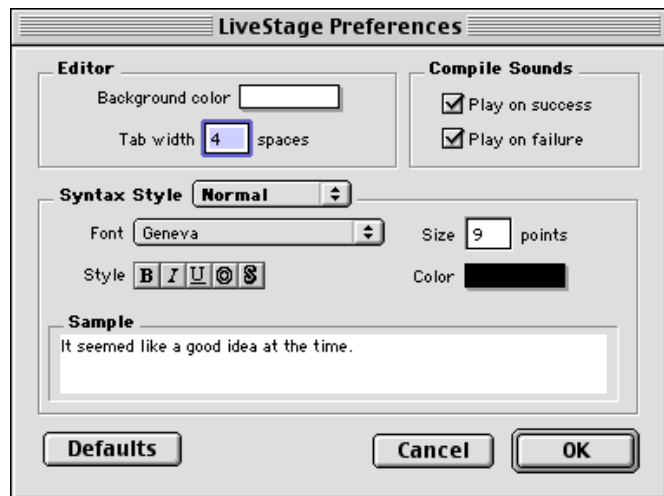 LiveStage Preferences
Editor
Background color
Tab width 4 spaces
Compile Sounds
Play on success
Play on failure
Syntax Style Normal
Font Geneva
Size 9 points
Style B I U O S
Color
Sample
It seemed like a good idea at the time.
Defaults
Cancel
OK